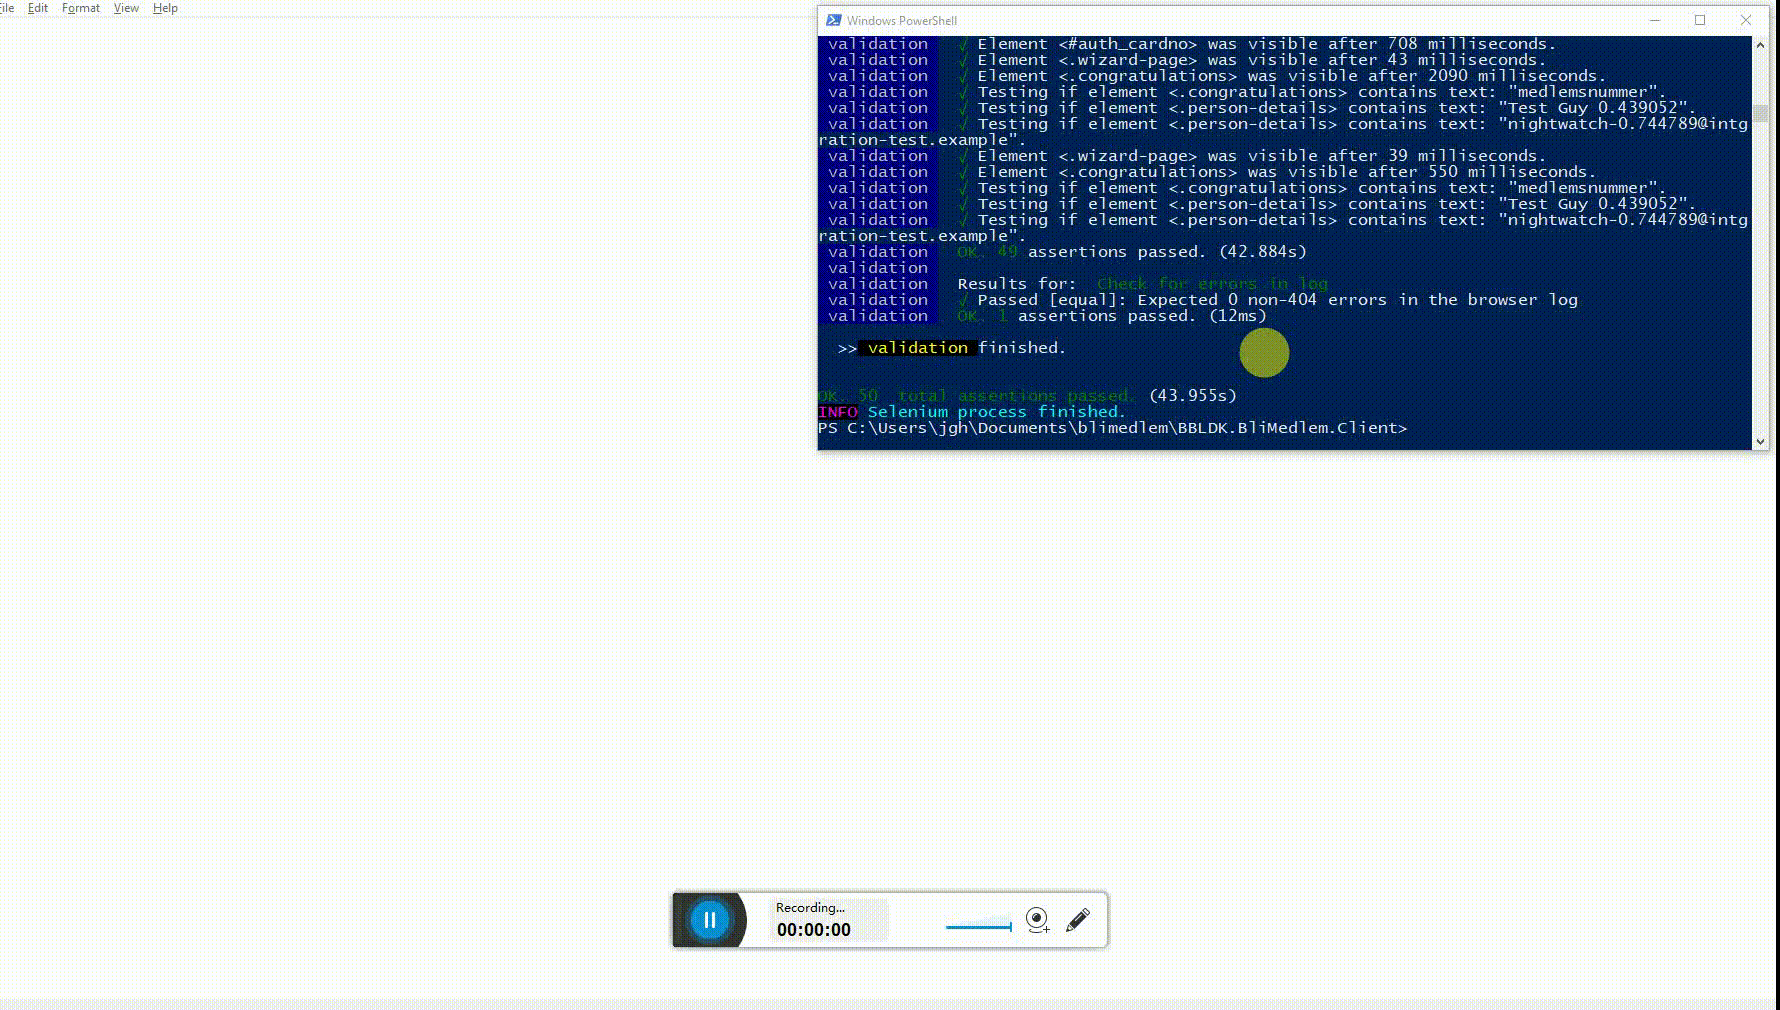 ile Edit Format View Help
Windows PowerShell
validation √ Element <#auth_cardno> was visible after 708 milliseconds.
validation √ Element <.wizard-page> was visible after 43 milliseconds.
validation √ Element <.congratulations> was visible after 2090 milliseconds.
validation √ Testing if element <.congratulations> contains text: "medlemsnummer".
validation √ Testing if element <.person-details> contains text: "Test Guy 0.439052".
validation √ Testing if element <.person-details> contains text: "nightwatch-0.744789@intg
ration-test.example".
validation √ Element <.wizard-page> was visible after 39 milliseconds.
validation √ Element <.congratulations> was visible after 550 milliseconds.
validation √ Testing if element <.congratulations> contains text: "medlemsnummer".
validation √ Testing if element <.person-details> contains text: "Test Guy 0.439052".
validation √ Testing if element <.person-details> contains text: "nightwatch-0.744789@intg
ration-test.example".
validation OK. 49 assertions passed. (42.884s)
validation
validation Results for: Check for errors in log
validation √ Passed [equal]: Expected 0 non-404 errors in the browser log
validation OK. 1 assertions passed. (12ms)
>> validation finished.
OK. 50 total assertions passed. (43.955s)
INFO Selenium process finished.
PS C:\Users\jgh\Documents\blimedlem\BBLDK.BliMedlem.Client>
Recording...
00:00:00